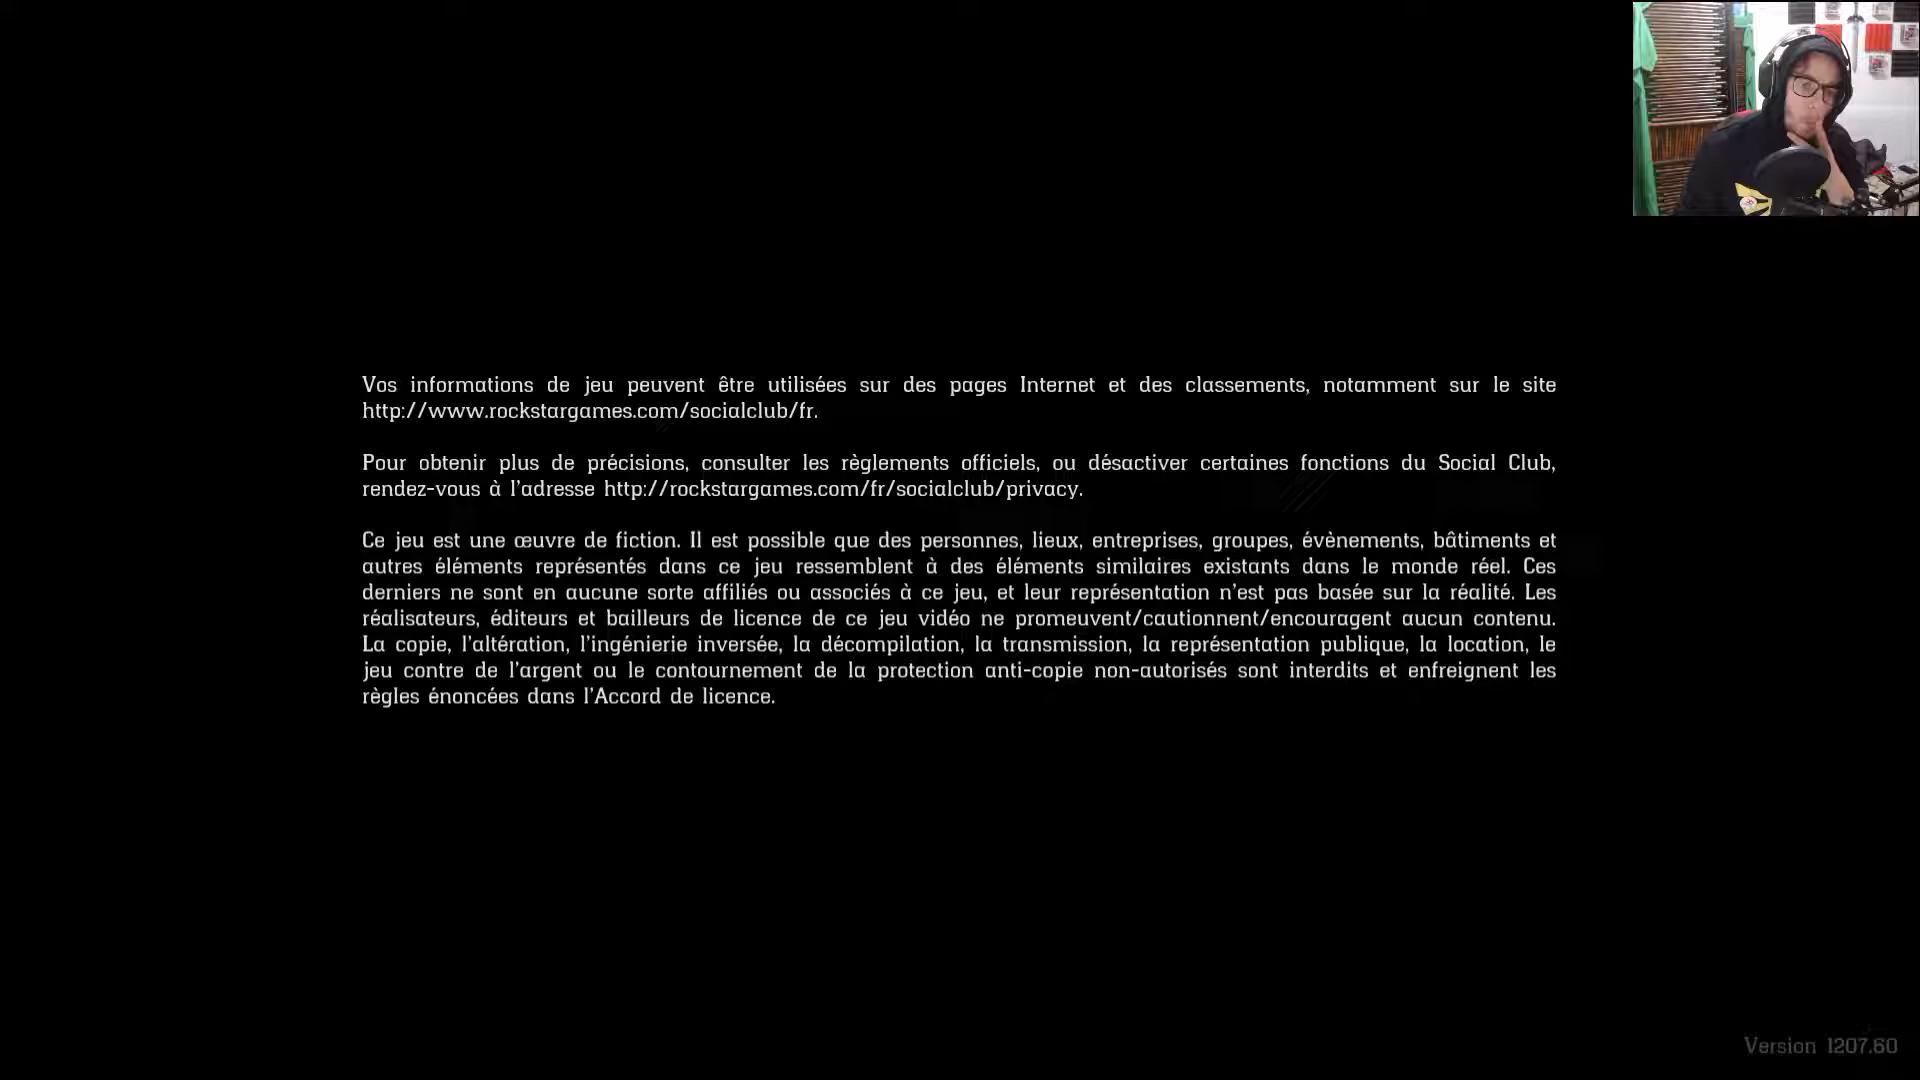 Vos informations de jeu peuvent être utilisées sur des pages Internet et des classements, notamment sur le site
http://www.rockstargames.com/socialclub/fr.
Pour obtenir plus de précisions, consulter les règlements officiels, ou désactiver certaines fonctions du Social Club,
rendez-vous à l'adresse http://rockstargames.com/fr/socialclub/privacy.
Ce jeu est une œuvre de fiction. Il est possible que des personnes, lieux, entreprises, groupes, évènements, bâtiments et
autres éléments représentés dans ce jeu ressemblent à des éléments similaires existants dans le monde réel. Ces
derniers ne sont en aucune sorte affiliés ou associés à ce jeu, et leur représentation n'est pas basée sur la réalité. Les
réalisateurs, éditeurs et bailleurs de licence de ce jeu vidéo ne promeuvent/cautionnent/encouragent aucun contenu.
La copie, l'altération, l'ingénierie inversée, la décompilation, la transmission, la représentation publique, la location, le
jeu contre de l'argent ou le contournement de la protection anti-copie non-autorisés sont interdits et enfreignent les
règles énoncées dans l'Accord de licence.
Version 1207.60